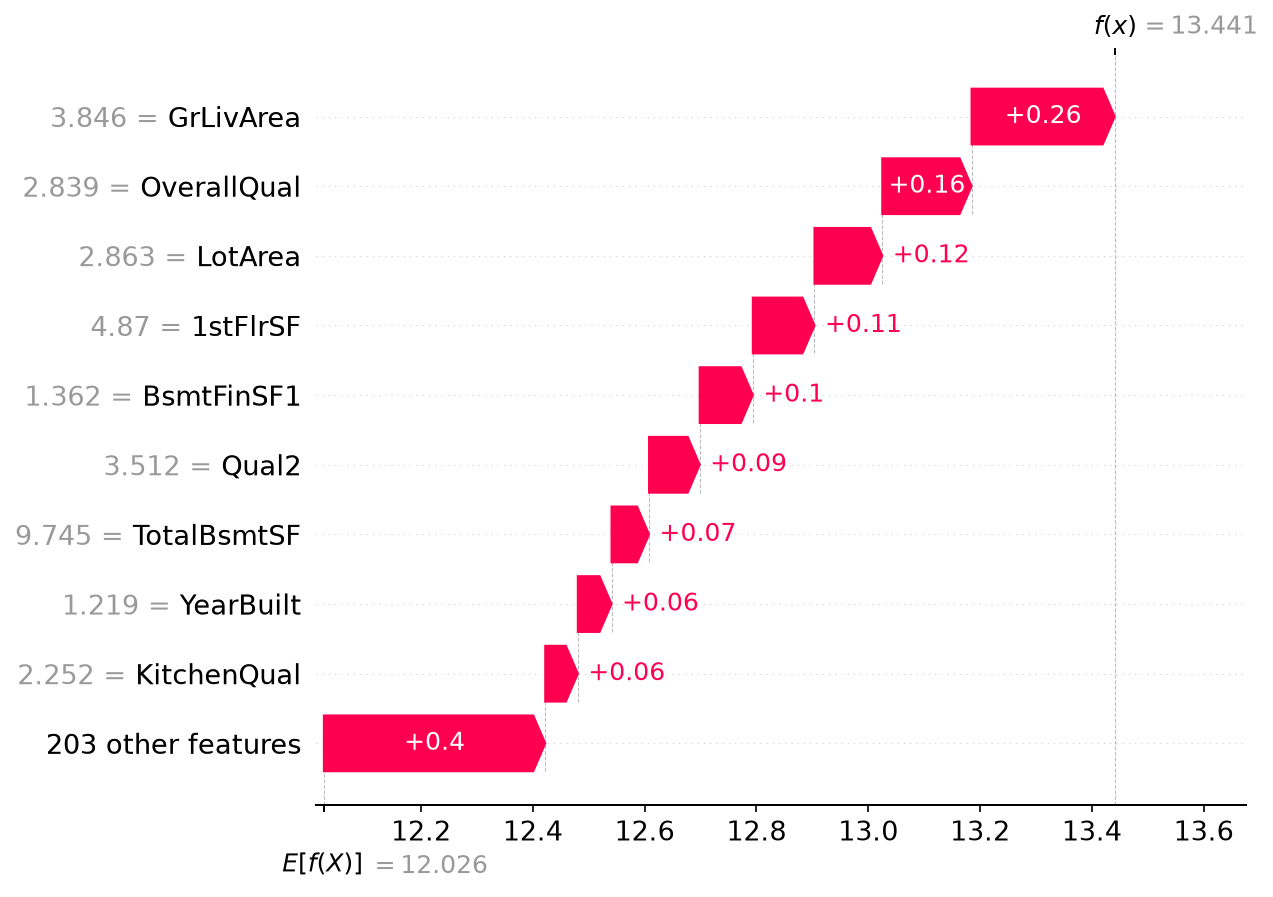 f(x) = 13.441
3.846 = GrLivArea +0.26
2.839 = OverallQual +0.16
2.863 = LotArea +0.12
4.87 = 1stFlrSF +0.11
1.362 = BsmtFinSF1 +0.1
3.512 = Qual2 +0.09
9.745 = TotalBsmtSF +0.07
1.219 = YearBuilt +0.06
2.252 = KitchenQual +0.06
203 other features +0.4
12.2 12.4 12.6 12.8 13.0 13.2 13.4 13.6
E[f(X)] = 12.026